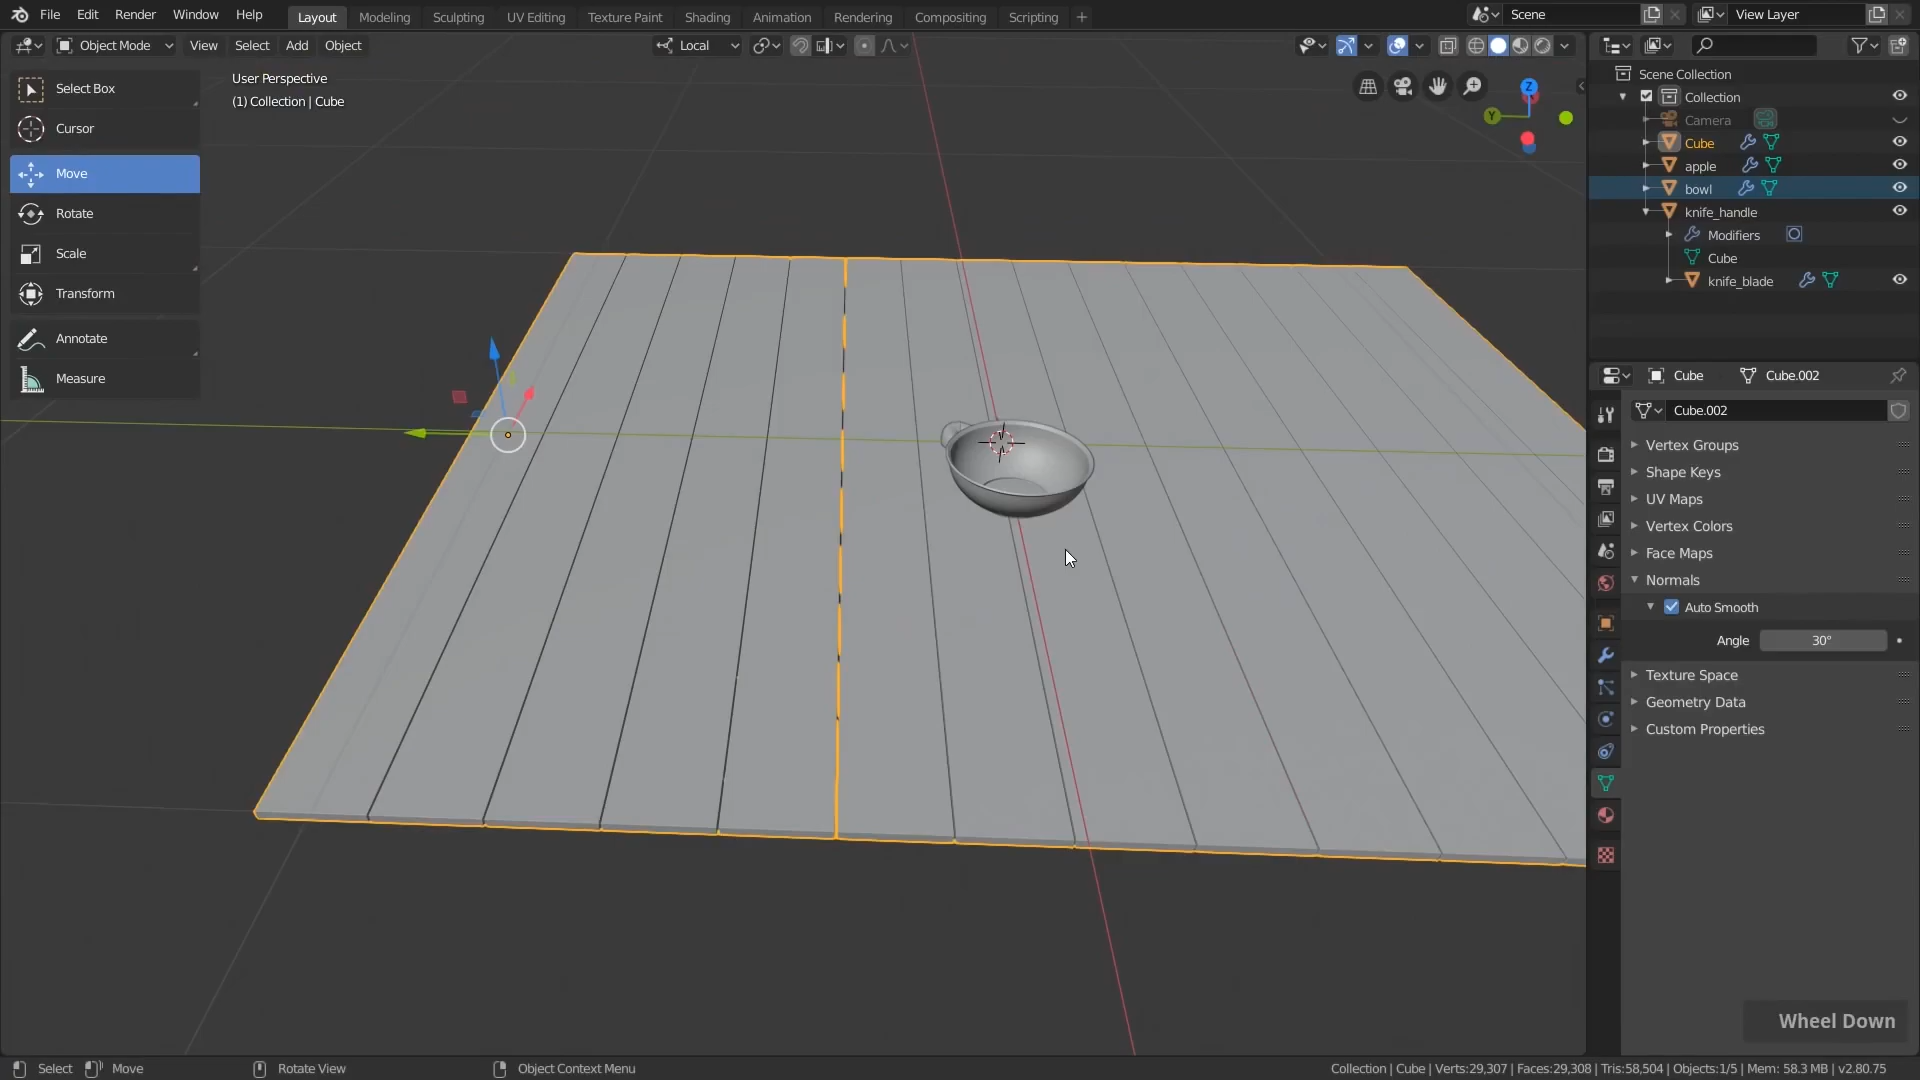 File Edit Render Window Help Layout Modeling Sculpting UV Editing Texture Paint Shading Animation Rendering Compositing Scripting + Scene View Layer
Object Mode View Select Add Object Local
User Perspective
(1) Collection | Cube
Select Box
Cursor
Move
Rotate
Scale
Transform
Annotate
Measure
Z
Y
Scene Collection
Collection
Camera
Cube
apple
bowl
knife_handle
Modifiers
Cube
knife_blade
Cube Cube.002
Cube.002
Vertex Groups
Shape Keys
UV Maps
Vertex Colors
Face Maps
Normals
Auto Smooth
Angle 30°
Texture Space
Geometry Data
Custom Properties
Wheel Down
Select Move Rotate View Object Context Menu Collection | Cube | Verts:29,307 | Faces:29,308 | Tris:58,504 | Objects:1/5 | Mem: 58.3 MB | v2.80.75